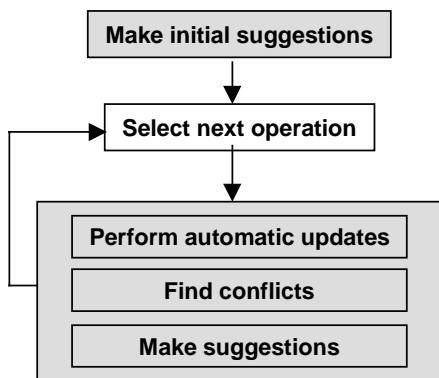 Make initial suggestions
Select next operation
Perform automatic updates
Find conflicts
Make suggestions